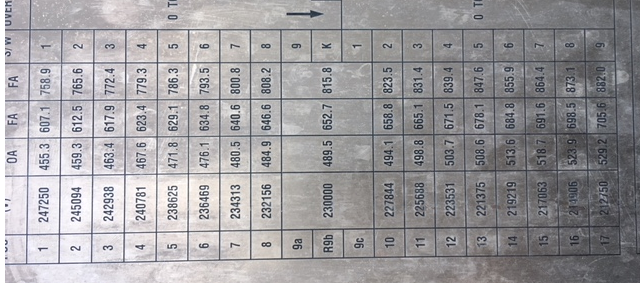 (V) OA FA FA S/W OVER
1 247250 455.3 607.1 758.9 1
2 245094 459.3 612.5 765.6 2
3 242938 463.4 617.9 772.4 3
4 240781 467.6 623.4 779.3 4
5 238625 471.8 629.1 786.3 5 0 T
6 236469 476.1 634.8 793.5 6
7 234313 480.5 640.6 800.8 7
8 232156 484.9 646.6 808.2 8
9a 9
R9b 230000 489.5 652.7 815.8 K
9c 1
10 227844 494.1 658.8 823.5 2
11 225688 498.8 665.1 831.4 3
12 223531 503.7 671.5 839.4 4
13 221375 508.6 678.1 847.6 5 0 T
14 219219 513.6 684.8 855.9 6
15 217063 518.7 691.6 864.4 7
16 214906 523.9 698.5 873.1 8
17 212750 529.2 705.6 882.0 9